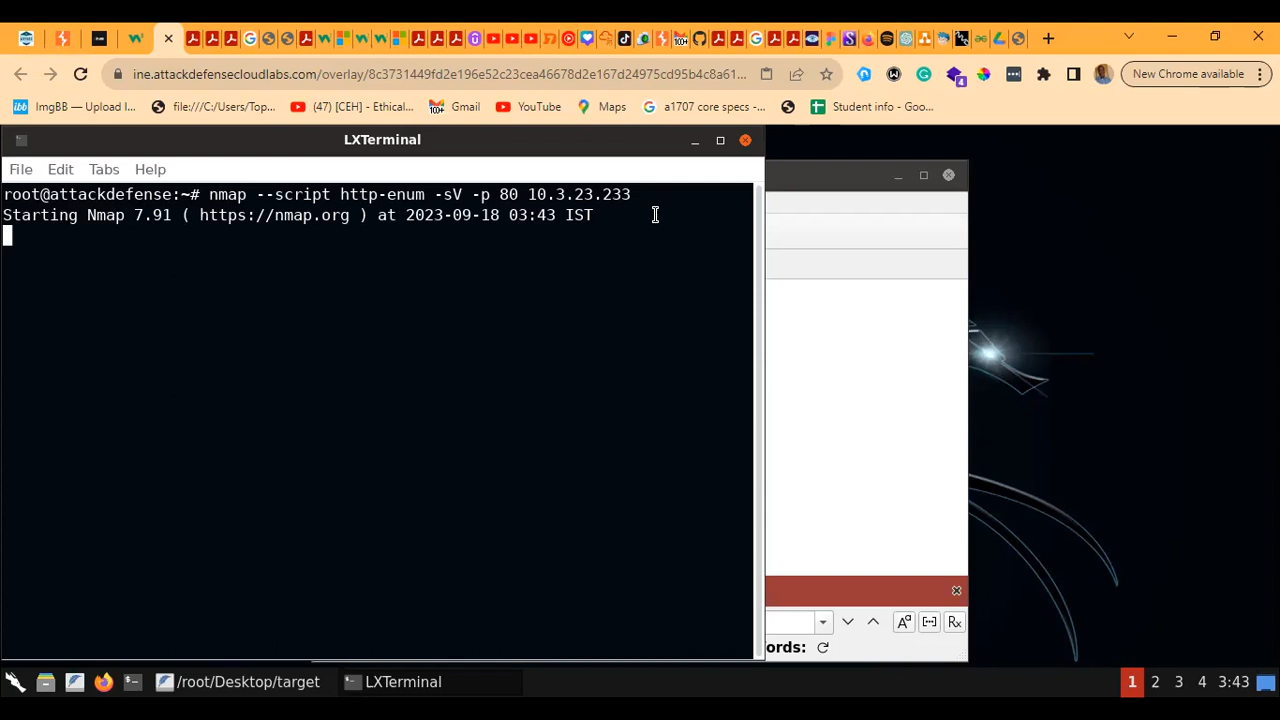 ine.attackdefensecloudlabs.com/overlay/8c3731449fd2e196e52c23cea46678d2e167d24975cd95b4c8a61...
New Chrome available
ImgBB — Upload I...
file:///C:/Users/Top...
(47) [CEH] - Ethical...
Gmail
YouTube
Maps
a1707 core specs -...
Student info - Goo...
LXTerminal
File Edit Tabs Help
root@attackdefense:~# nmap --script http-enum -sV -p 80 10.3.23.233
Starting Nmap 7.91 ( https://nmap.org ) at 2023-09-18 03:43 IST
ords:
/root/Desktop/target
LXTerminal
1 2 3 4 3:43